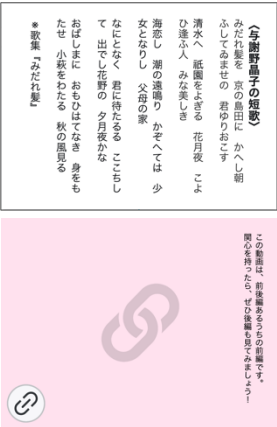 〈与謝野晶子の短歌〉
みだれ髪を 京の島田に かへし朝
ふしてゐませの 君ゆりおこす
清水へ 祇園をよぎる 花月夜 こよ
ひ逢ふ人 みな美しき
海恋し 潮の遠鳴り かぞへては 少
女となりし 父母の家
なにとなく 君に待たるる ここちし
て 出でし花野の 夕月夜かな
おばしまに おもひはてなき 身をも
たせ 小萩をわたる 秋の風見る
※歌集『みだれ髪』
この動画は、前後編あるうちの前編です。
関心を持ったら、ぜひ後編も見てみましょう！